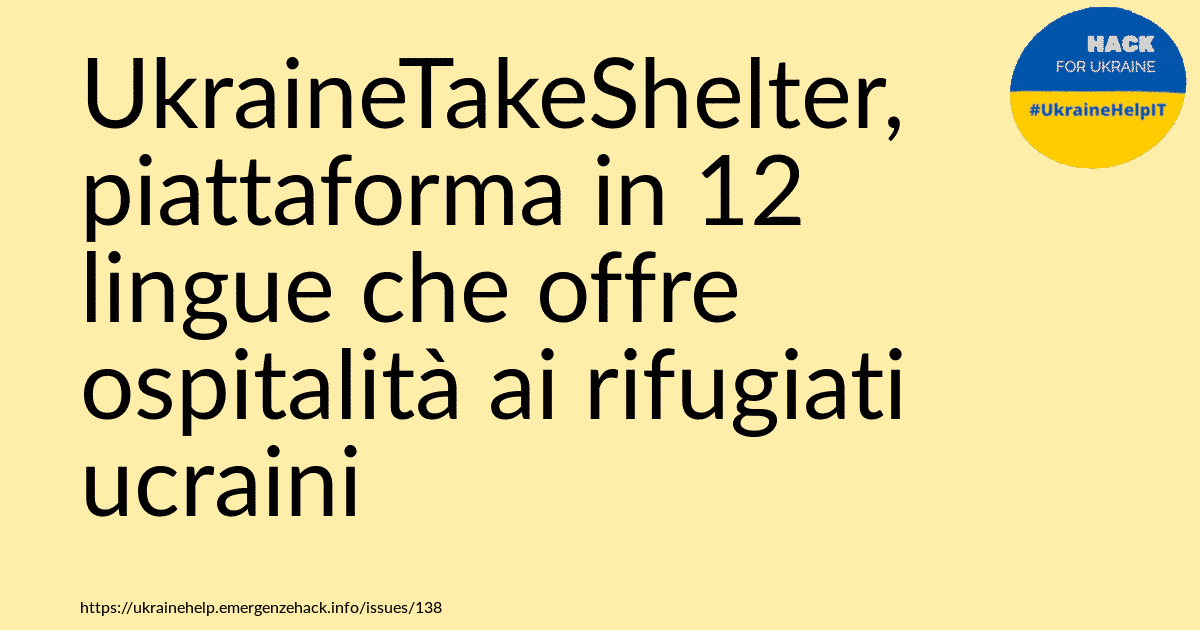 UkraineTakeShelter,
piattaforma in 12
lingue che offre
ospitalità ai rifugiati
ucraini
HACK
FOR UKRAINE
#UkraineHelpIT
https://ukrainehelp.emergenzehack.info/issues/138